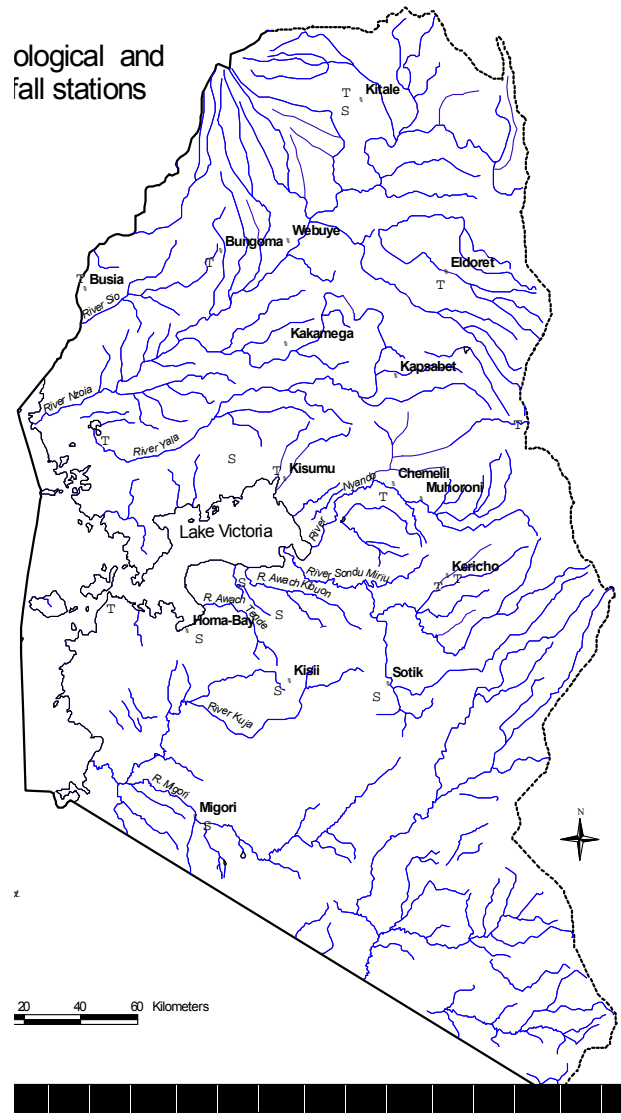 ological and
fall stations
T
Kitale
S
Webuye
Bungoma
T
Eldoret
T
Busia
T
River Sio
Kakamega
Kapsabet
River Nzoia
T
T
River Yala
S
T
Kisumu
Chemelil
Nyando
T
Muhoroni
Lake Victoria
River
River Sondu Miriu
Kericho
T T
S
R. Awach Kibuon
R. Awach Tende
T
S
Homa-Bay
S
Kisii
S
Sotik
S
River Kuja
R. Migori
Migori
S
N
20 40 60 Kilometers